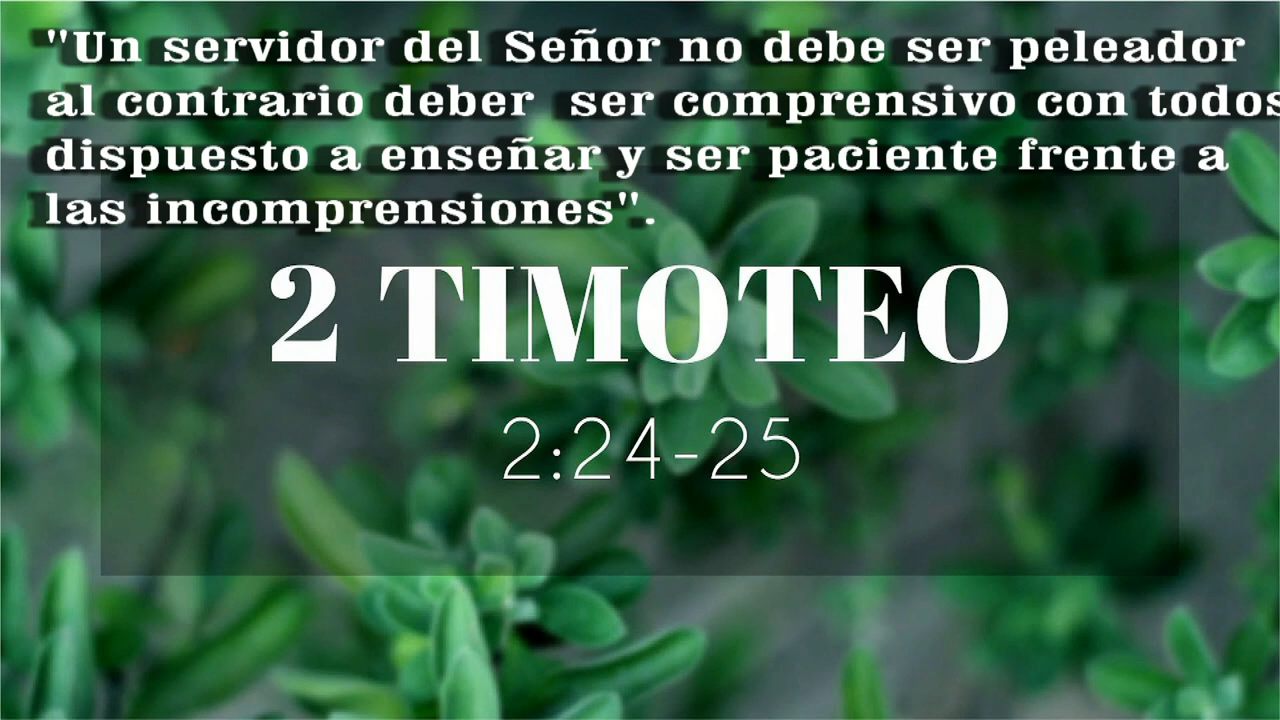 "Un servidor del Señor no debe ser peleador
al contrario deber ser comprensivo con todos
dispuesto a enseñar y ser paciente frente a
las incomprensiones".
2 TIMOTEO
2:24-25